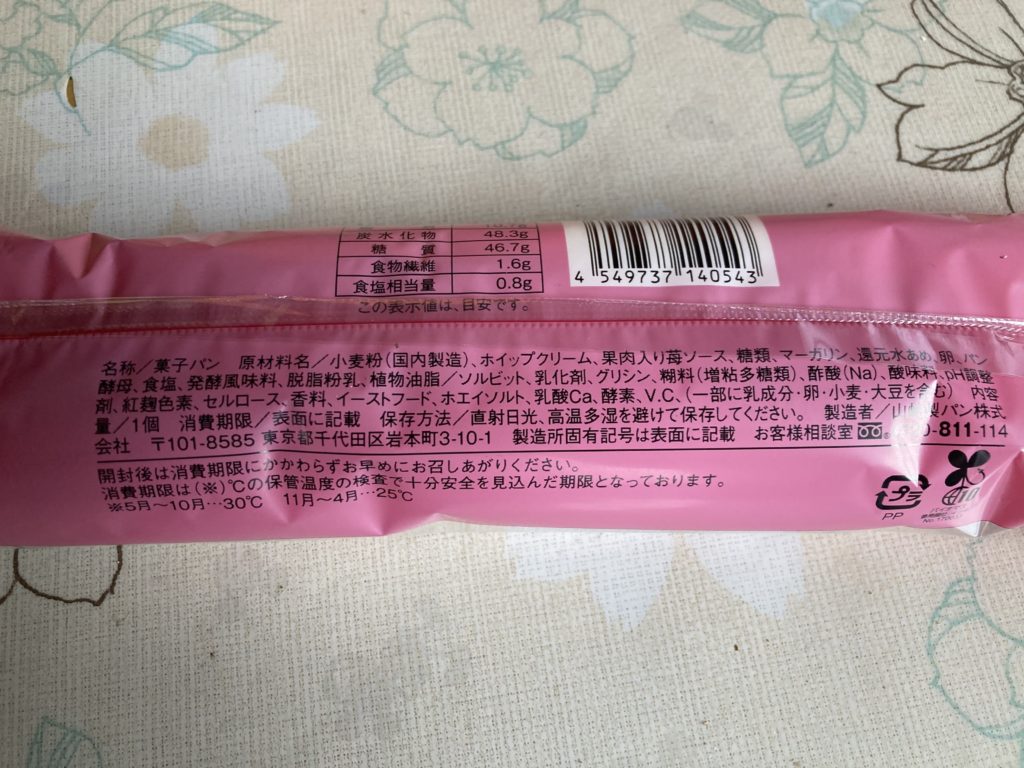 炭水化物 48.3g
糖質 46.7g
食物繊維 1.6g
食塩相当量 0.8g
この表示値は、目安です。
4 549737 140543
名称／菓子パン 原材料名／小麦粉(国内製造)、ホイップクリーム、果肉入り苺ソース、糖類、マーガリン、還元水あめ、卵、パン
酵母、食塩、発酵風味料、脱脂粉乳、植物油脂／ソルビット、乳化剤、グリシン、糊料(増粘多糖類)、酢酸(Na)、酸味料、pH調整
剤、紅麹色素、セルロース、香料、イーストフード、ホエイソルト、乳酸Ca、酵素、V.C、(一部に乳成分・卵・小麦・大豆を含む) 内容
量／1個 消費期限／表面に記載 保存方法／直射日光、高温多湿を避けて保存してください。 製造者／山崎製パン株式
会社 〒101-8585 東京都千代田区岩本町3-10-1 製造所固有記号は表面に記載 お客様相談室 0-811-114
開封後は消費期限にかかわらずお早めにお召しあがりください。
消費期限は(※)℃の保管温度の検査で十分安全を見込んだ期限となっております。
※5月～10月…30℃ 11月～4月…25℃
プラ
PP